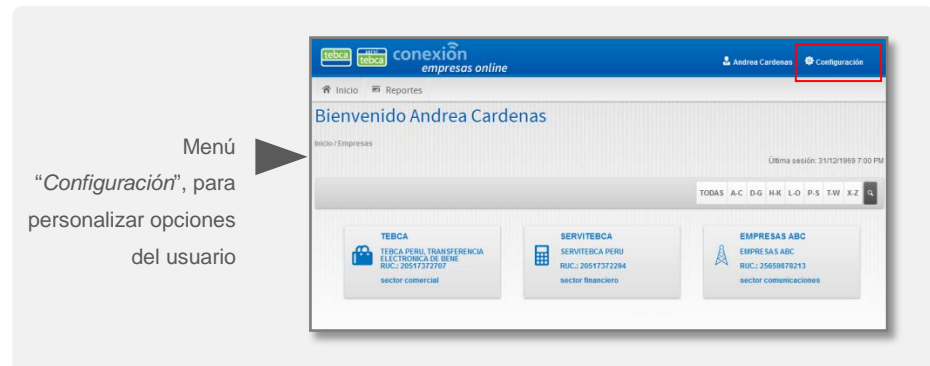 Menú
“Configuración”, para
personalizar opciones
del usuario
tebca servi tebca conexión
empresas online
Andrea Cardenas Configuración
Inicio Reportes
Bienvenido Andrea Cardenas
Inicio / Empresas
Última sesión: 31/12/1969 7:00 PM
TODAS A-C D-G H-K L-O P-S T-W X-Z
TEBCA
TEBCA PERU, TRANSFERENCIA
ELECTRONICA DE BENE
RUC.: 20517372707
sector comercial
SERVITEBCA
SERVITEBCA PERU
RUC.: 20517372294
sector financiero
EMPRESAS ABC
EMPRESAS ABC
RUC.: 25659878213
sector comunicaciones